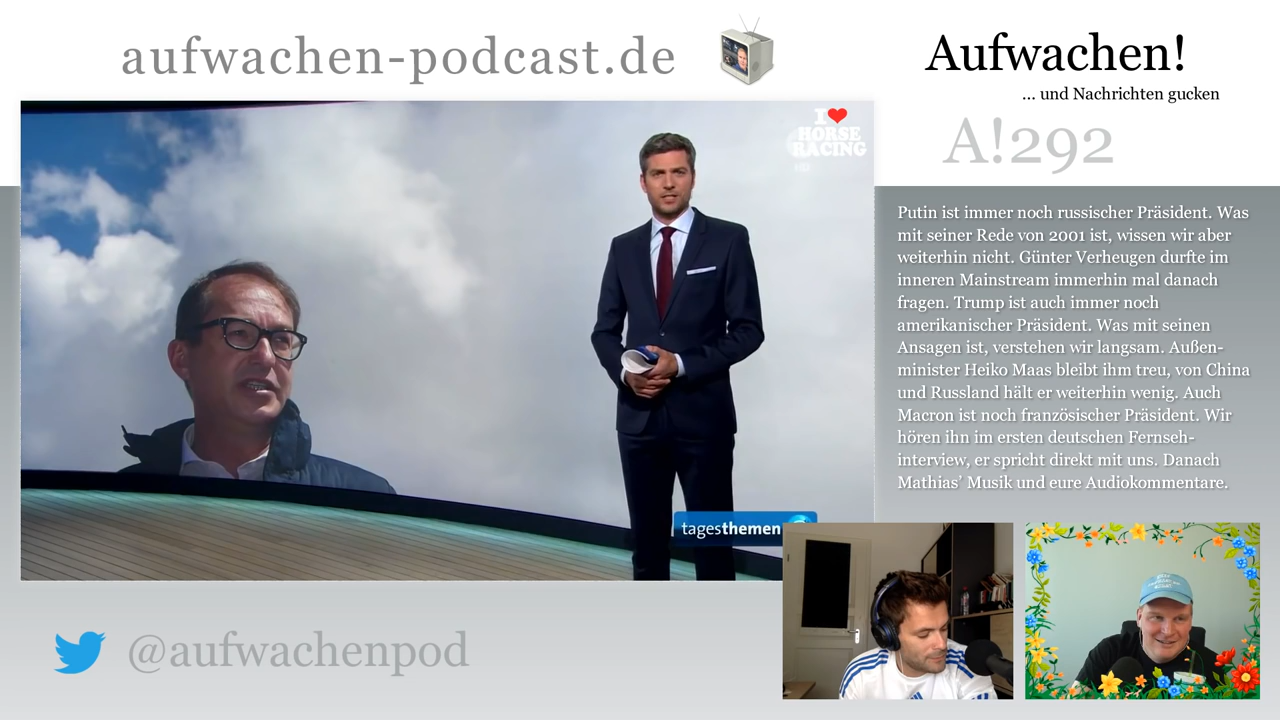 aufwachen-podcast.de
Aufwachen!
... und Nachrichten gucken
A!292
I
HORSE
RACING
HD
Putin ist immer noch russischer Präsident. Was
mit seiner Rede von 2001 ist, wissen wir aber
weiterhin nicht. Günter Verheugen durfte im
inneren Mainstream immerhin mal danach
fragen. Trump ist auch immer noch
amerikanischer Präsident. Was mit seinen
Ansagen ist, verstehen wir langsam. Außen-
minister Heiko Maas bleibt ihm treu, von China
und Russland hält er weiterhin wenig. Auch
Macron ist noch französischer Präsident. Wir
hören ihn im ersten deutschen Fernseh-
interview, er spricht direkt mit uns. Danach
Mathias’ Musik und eure Audiokommentare.
tagesthemen
@aufwachenpod